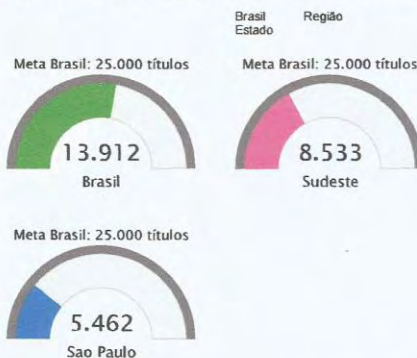 Brasil Região
Estado
Meta Brasil: 25.000 títulos
13.912
Brasil
Meta Brasil: 25.000 títulos
8.533
Sudeste
Meta Brasil: 25.000 títulos
5.462
Sao Paulo